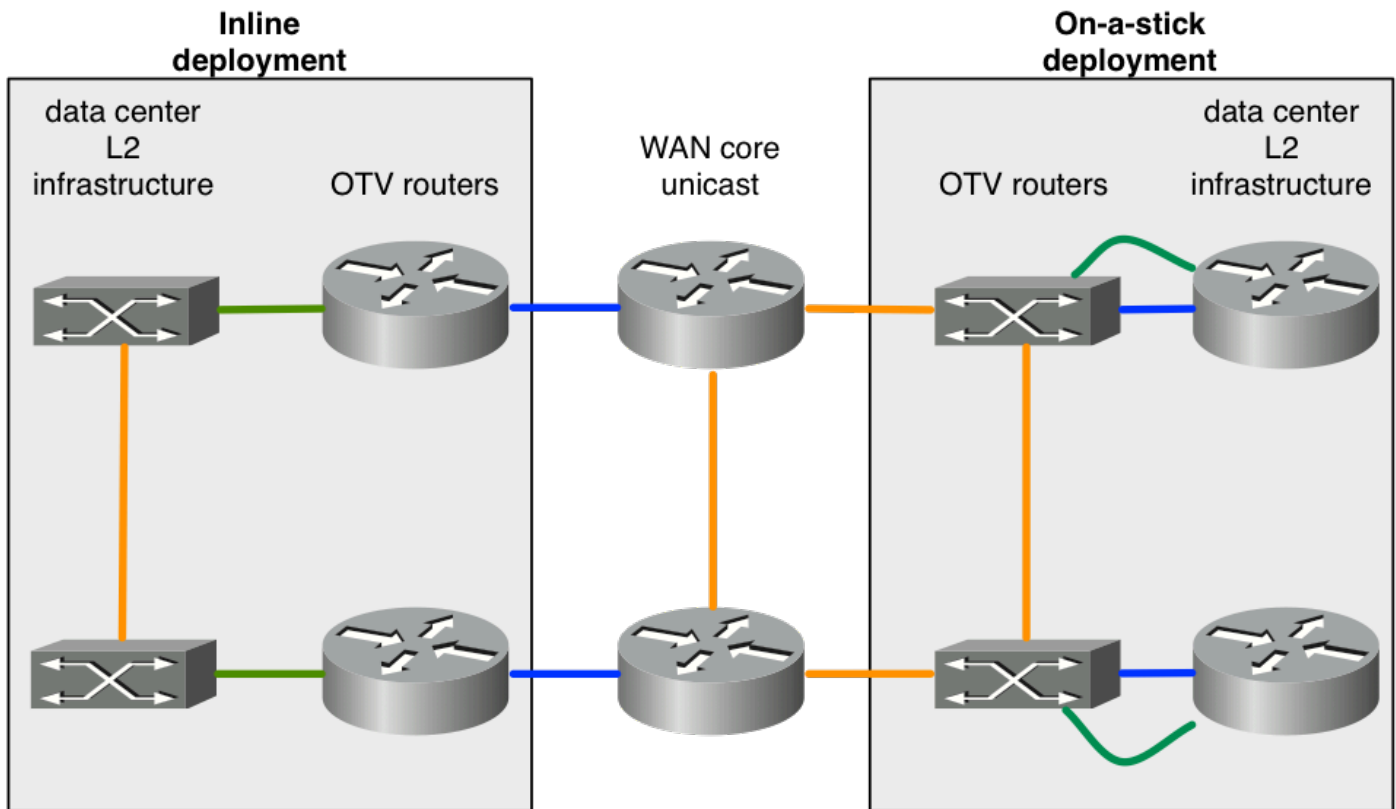 Inline
deployment
On-a-stick
deployment
data center
L2
infrastructure
OTV routers
WAN core
unicast
OTV routers
data center
L2
infrastructure